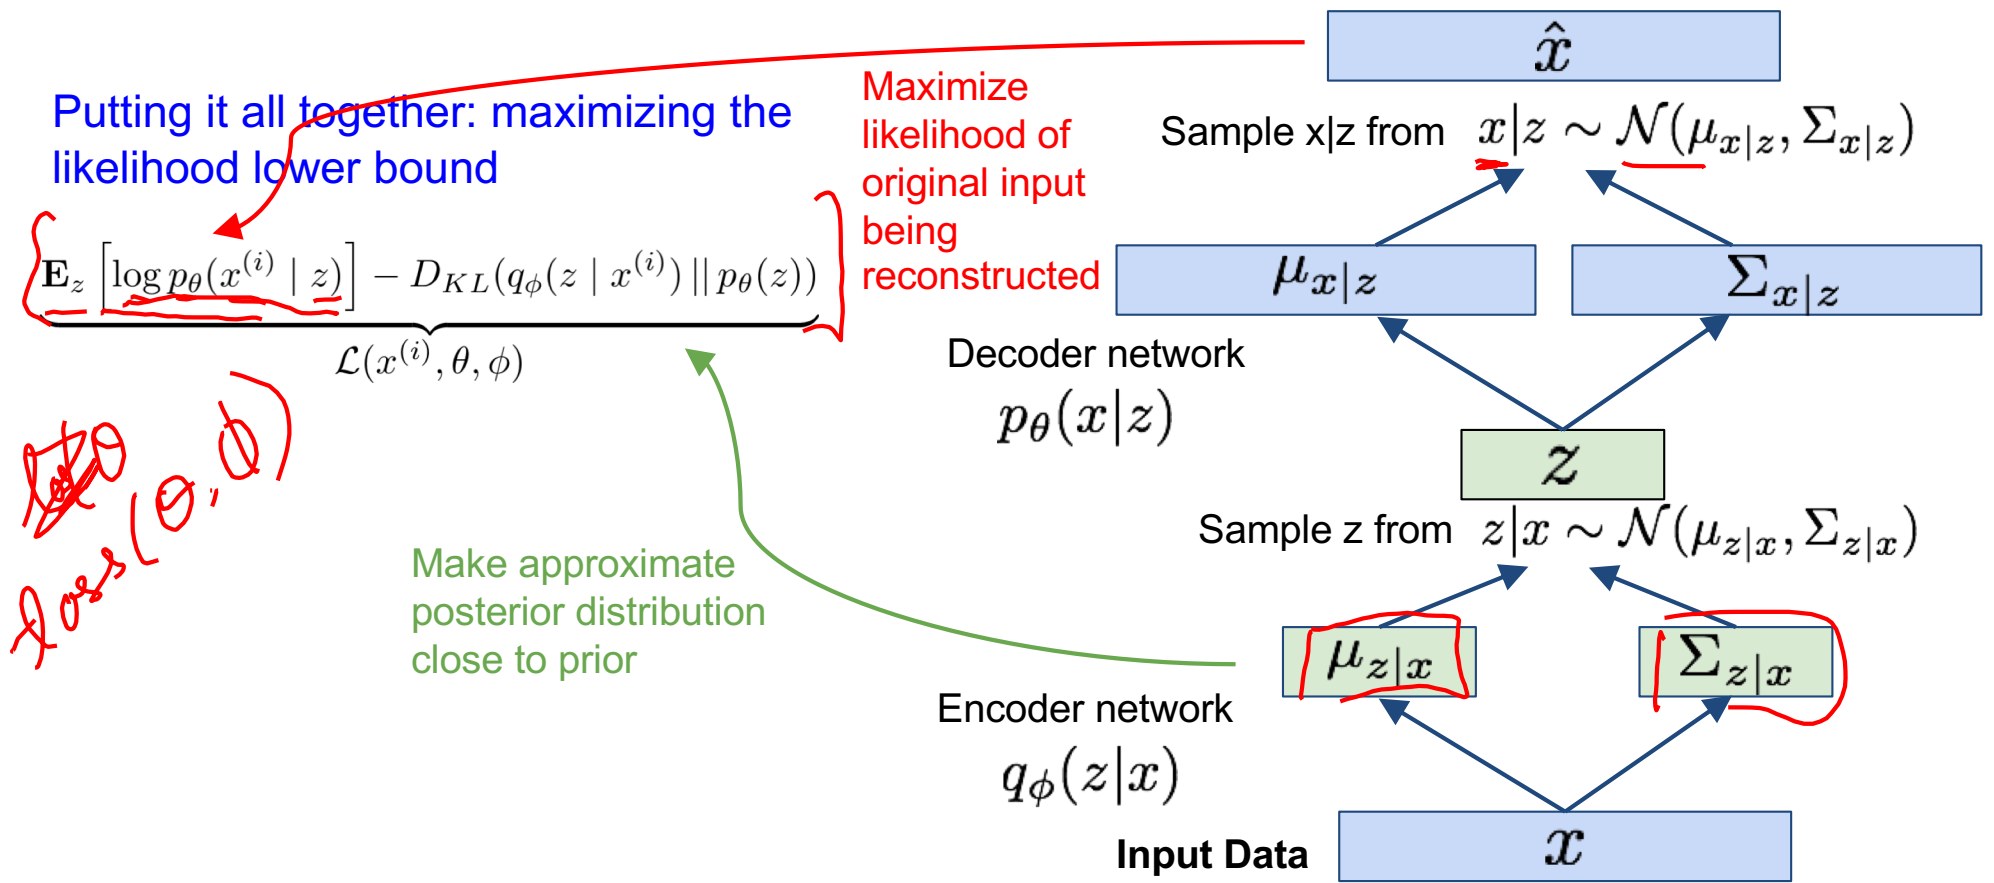 Putting it all together: maximizing the
likelihood lower bound
E_z [log p_θ(x^(i) | z)] − D_KL(q_φ(z | x^(i)) || p_θ(z))
ℒ(x^(i), θ, φ)
loss(θ, φ)
Make approximate
posterior distribution
close to prior
Maximize
likelihood of
original input
being
reconstructed
x̂
Sample x|z from x|z ∼ 𝒩(μ_x|z, Σ_x|z)
μ_x|z Σ_x|z
Decoder network
p_θ(x|z)
z
Sample z from z|x ∼ 𝒩(μ_z|x, Σ_z|x)
μ_z|x Σ_z|x
Encoder network
q_φ(z|x)
Input Data x